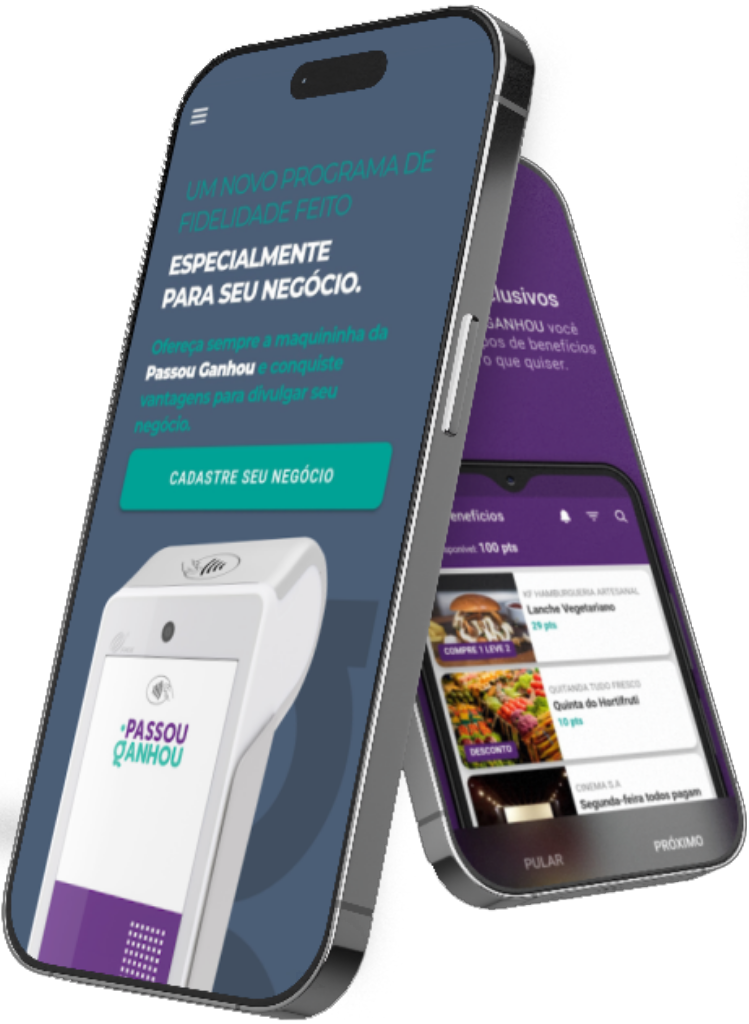 UM NOVO PROGRAMA DE
FIDELIDADE FEITO
ESPECIALMENTE
PARA SEU NEGÓCIO.
Ofereça sempre a maquininha da
Passou Ganhou e conquiste
vantagens para divulgar seu
negócio.
CADASTRE SEU NEGÓCIO
PASSOU
GANHOU
clusivos
GANHOU você
pos de benefícios
o que quiser.
enefícios
sponível: 100 pts
KF HAMBURGUERIA ARTESANAL
Lanche Vegetariano
29 pts
COMPRE 1 LEVE 2
QUITANDA TUDO FRESCO
Quinta do Hortifruti
10 pts
DESCONTO
CINEMA S.A
Segunda-feira todos pagam
PULAR
PRÓXIMO